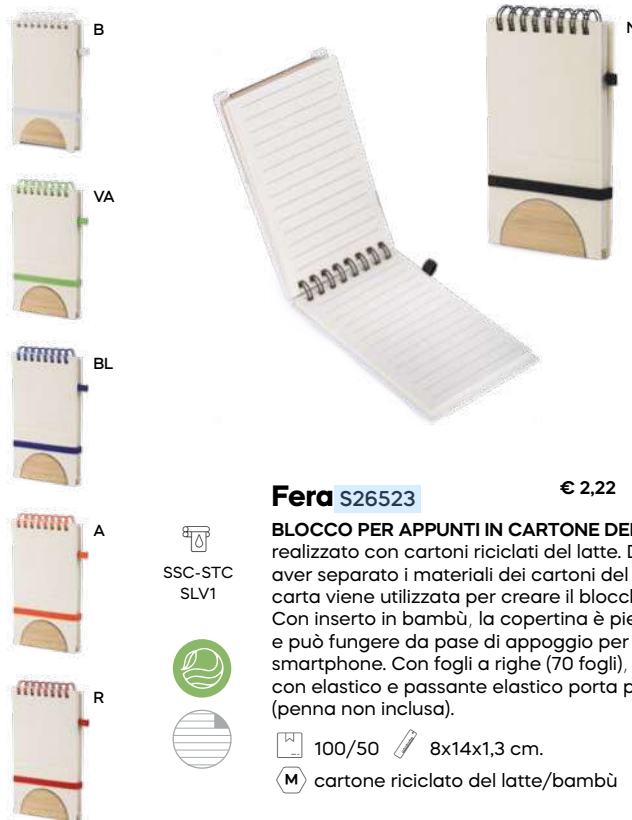 B
VA
BL
A
R
Fera S26523
€ 2,22
BLOCCO PER APPUNTI IN CARTONE
realizzato con cartoni riciclati del latte.
aver separato i materiali dei cartoni del
carta viene utilizzata per creare il
Con inserto in bambù, la copertina è
e può fungere da pase di appoggio per
smartphone. Con fogli a righe (70 fogli),
con elastico e passante elastico porta
(penna non inclusa).
SSC-STC
SLV1
100/50 8x14x1,3 cm.
M cartone riciclato del latte/bambù